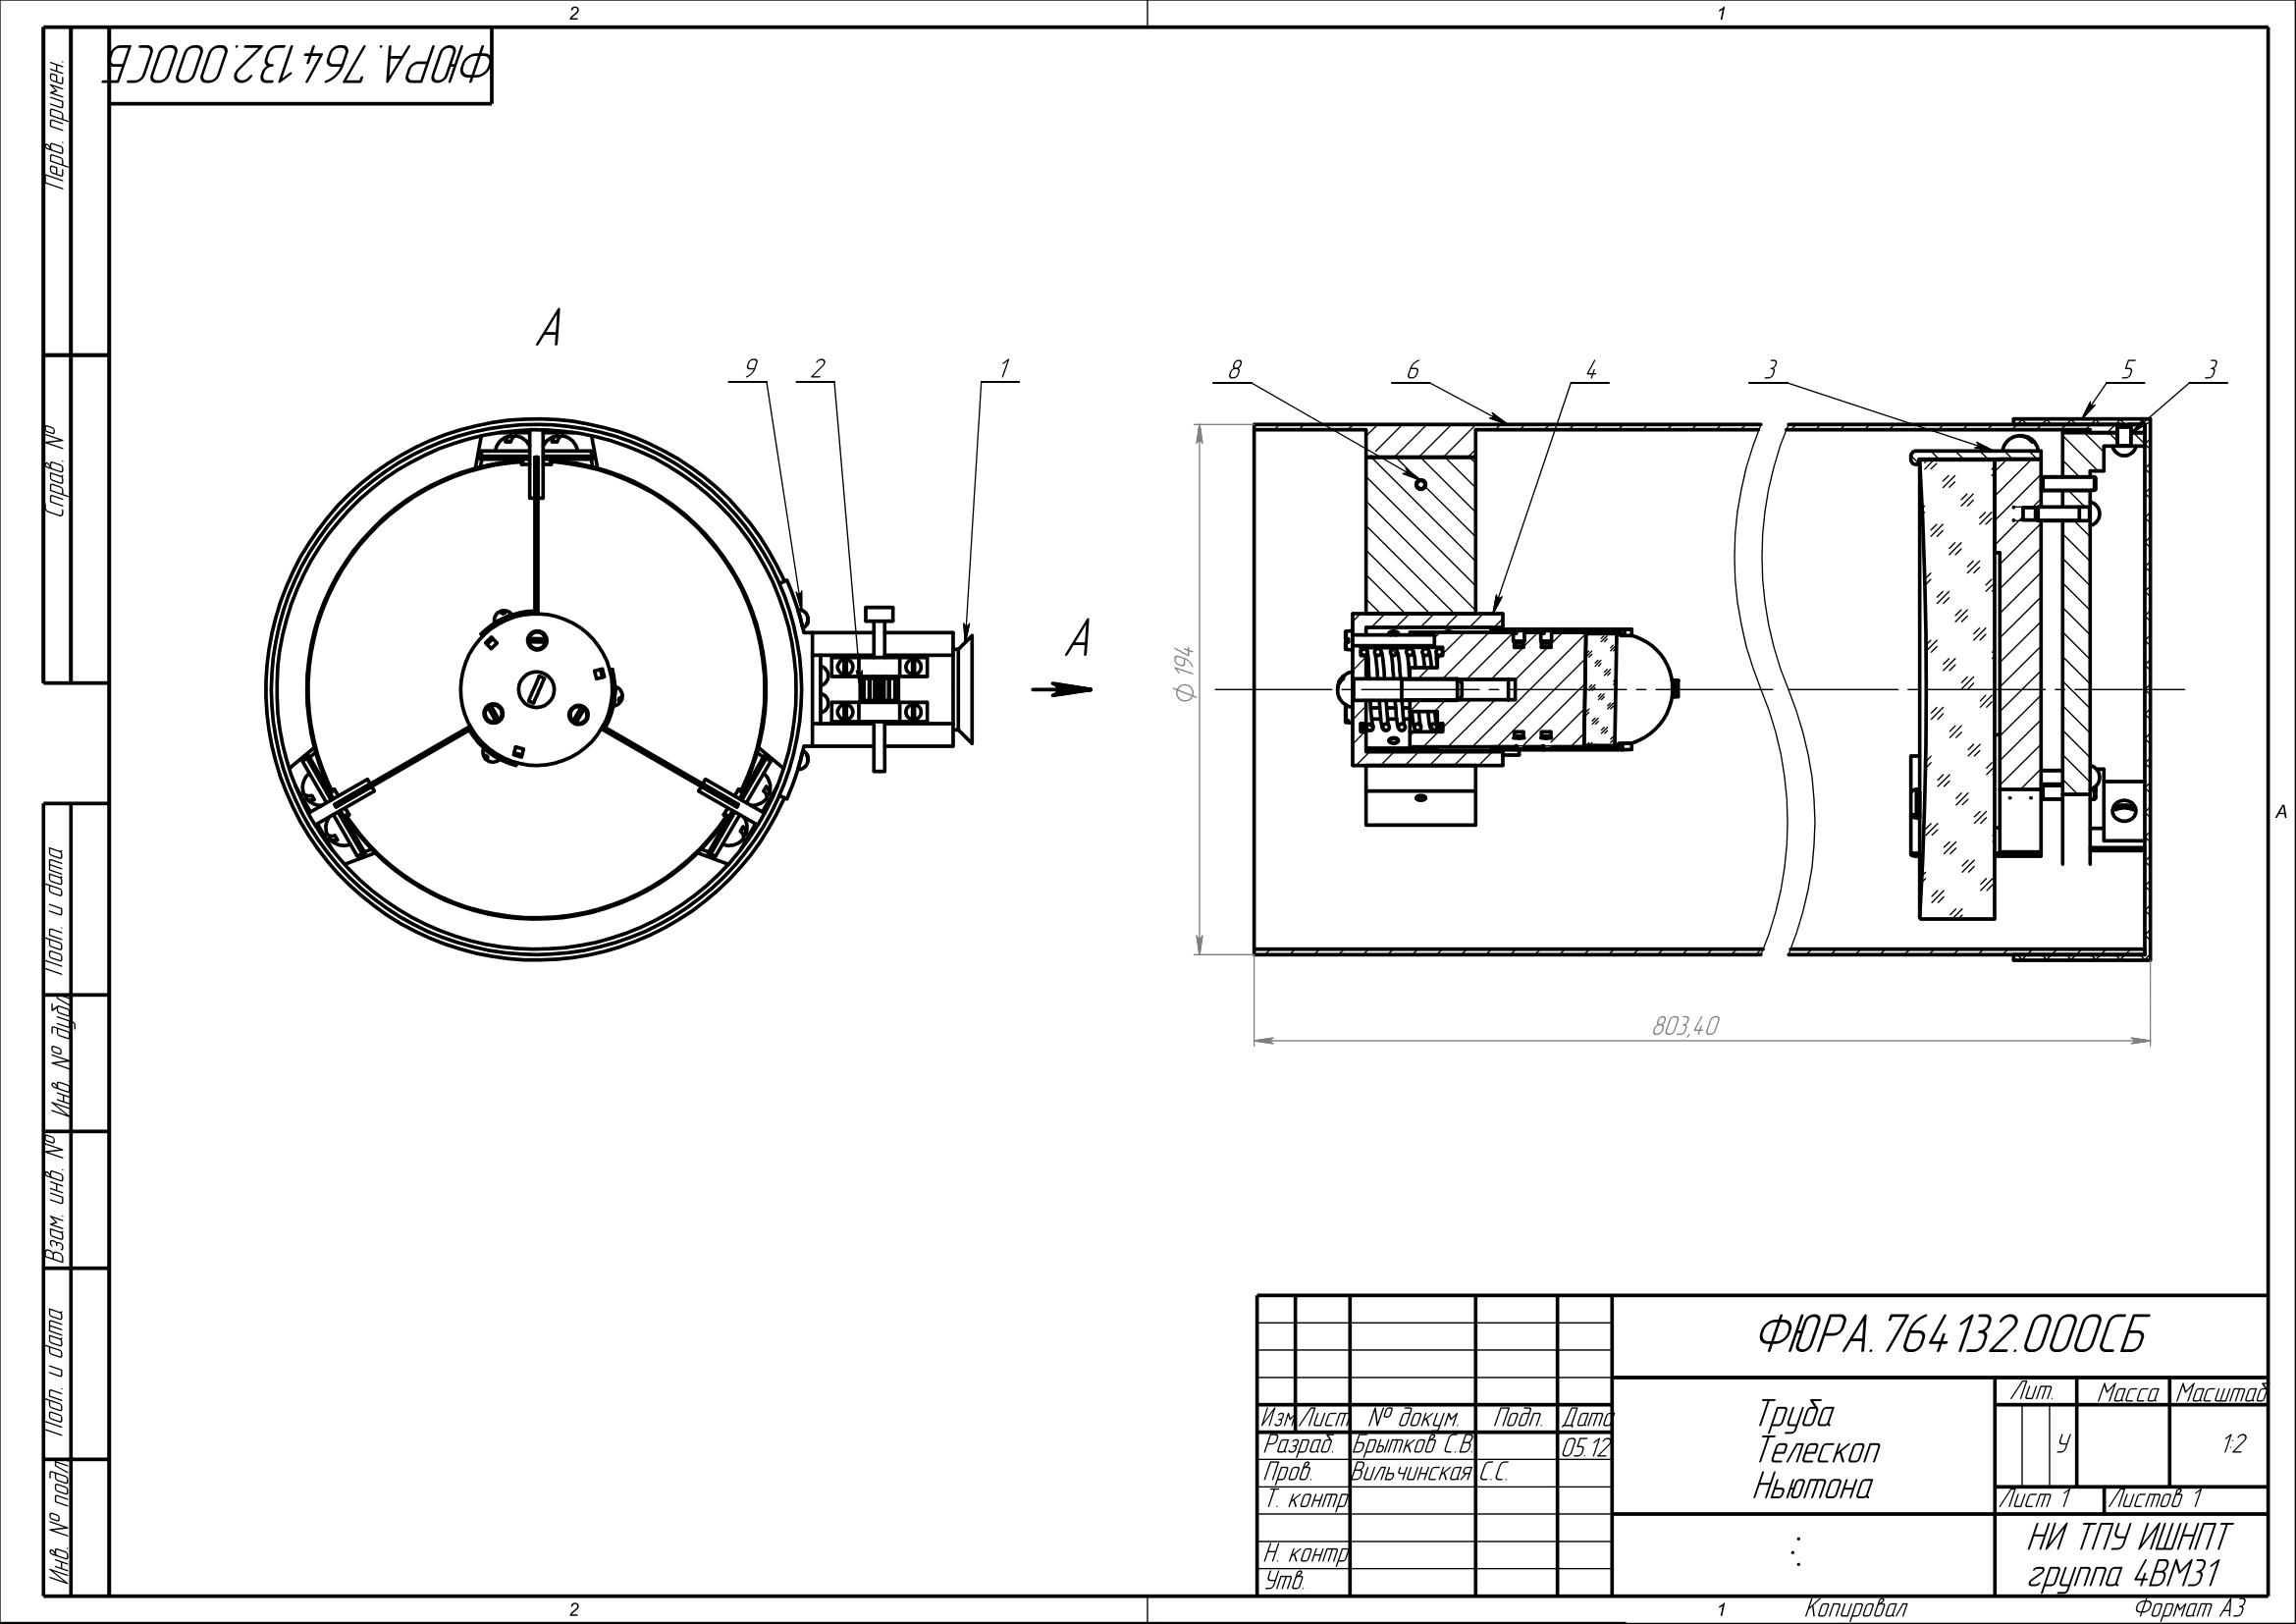 2
1
ФЮРА.764132.000СБ
Перв. примен.
Справ. №
Подп. и дата
Инв. № дубл
Взам. инв. №
Подп. и дата
Инв. № подл
А
9
2
1
А
8
6
4
3
5
3
⌀194
803,40
А
ФЮРА.764132.000СБ
Изм Лист № докум. Подп. Дата
Разраб. Брытков С.В. 05.12
Пров. Вильчинская С.С.
Т. контр
Н. контр
Утв.
Труба
Телескоп
Ньютона
Лит. Масса Масштаб
У 1:2
Лист 1 Листов 1
НИ ТПУ ИШНПТ
группа 4ВМ31
2
1
Копировал Формат А3